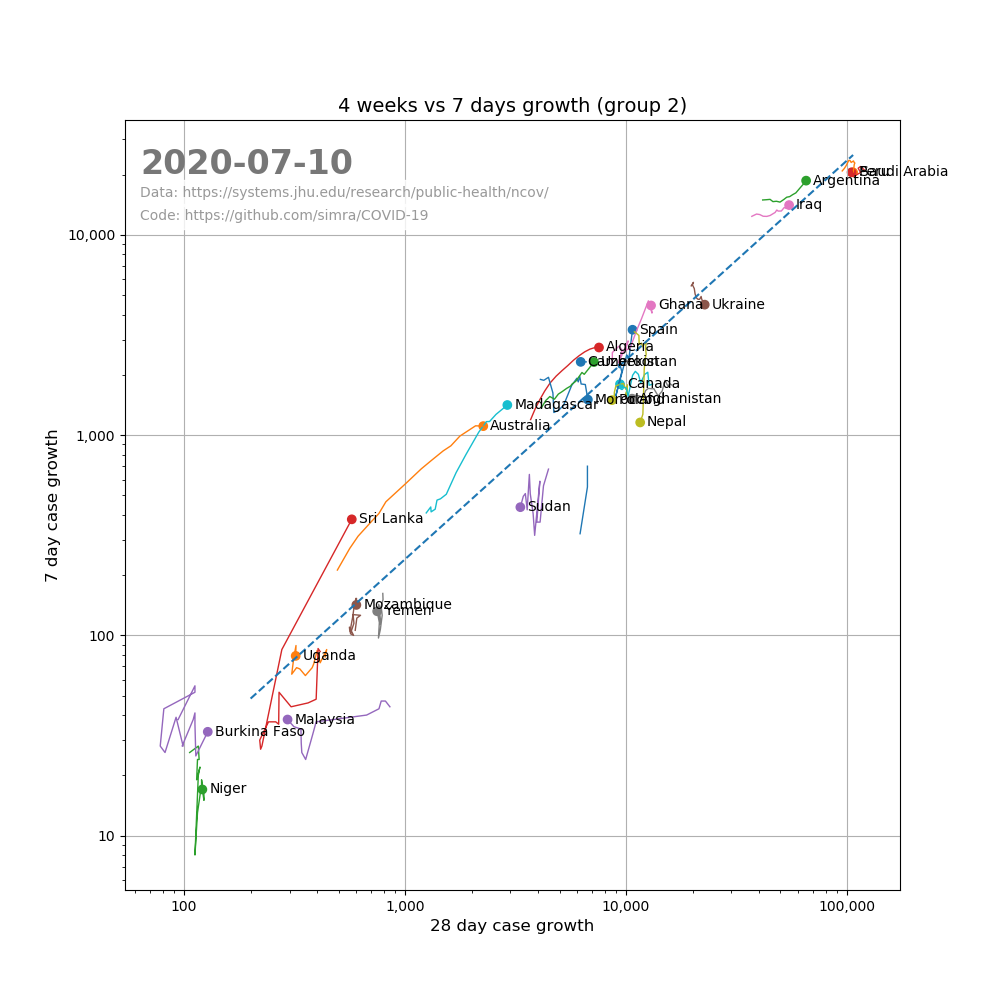 4 weeks vs 7 days growth (group 2)
2020-07-10
Data: https://systems.jhu.edu/research/public-health/ncov/
Code: https://github.com/simra/COVID-19
Saudi Arabia
Argentina
Iraq
10,000
Ghana
Ukraine
Spain
Algeria
Cameroon
Uzbekistan
Canada
Afghanistan
Madagascar
Nepal
Australia
1,000
Sudan
Sri Lanka
Mozambique
Yemen
100
Uganda
Malaysia
Burkina Faso
Niger
10
7 day case growth
100
1,000
10,000
100,000
28 day case growth